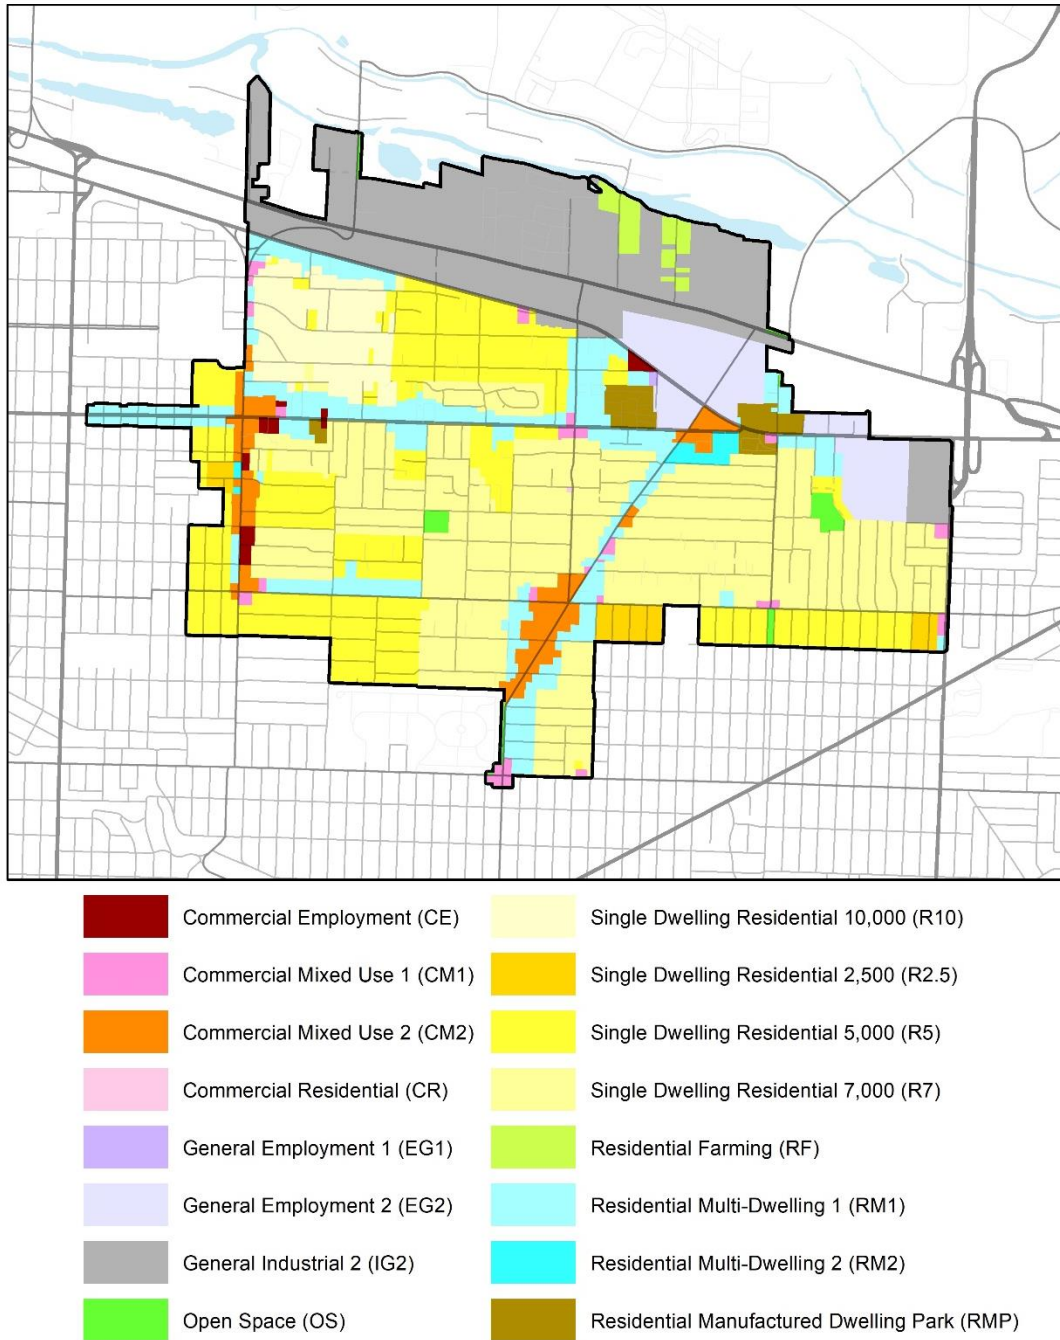 Commercial Employment (CE)
Commercial Mixed Use 1 (CM1)
Commercial Mixed Use 2 (CM2)
Commercial Residential (CR)
General Employment 1 (EG1)
General Employment 2 (EG2)
General Industrial 2 (IG2)
Open Space (OS)
Single Dwelling Residential 10,000 (R10)
Single Dwelling Residential 2,500 (R2.5)
Single Dwelling Residential 5,000 (R5)
Single Dwelling Residential 7,000 (R7)
Residential Farming (RF)
Residential Multi-Dwelling 1 (RM1)
Residential Multi-Dwelling 2 (RM2)
Residential Manufactured Dwelling Park (RMP)